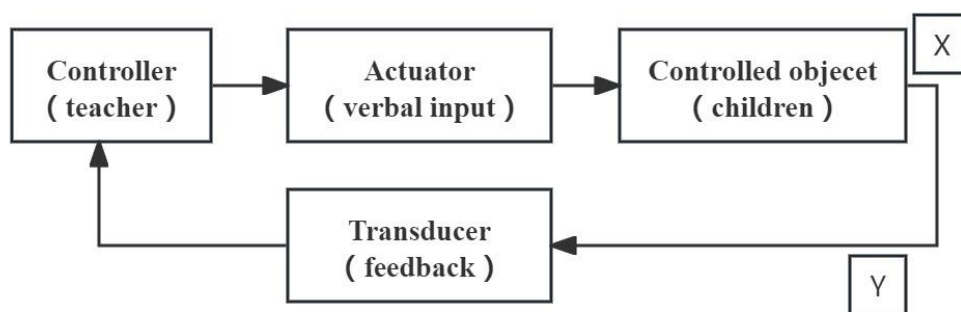 Controller
( teacher )
Actuator
( verbal input )
Controlled objecet
( children )
X
Transducer
( feedback )
Y